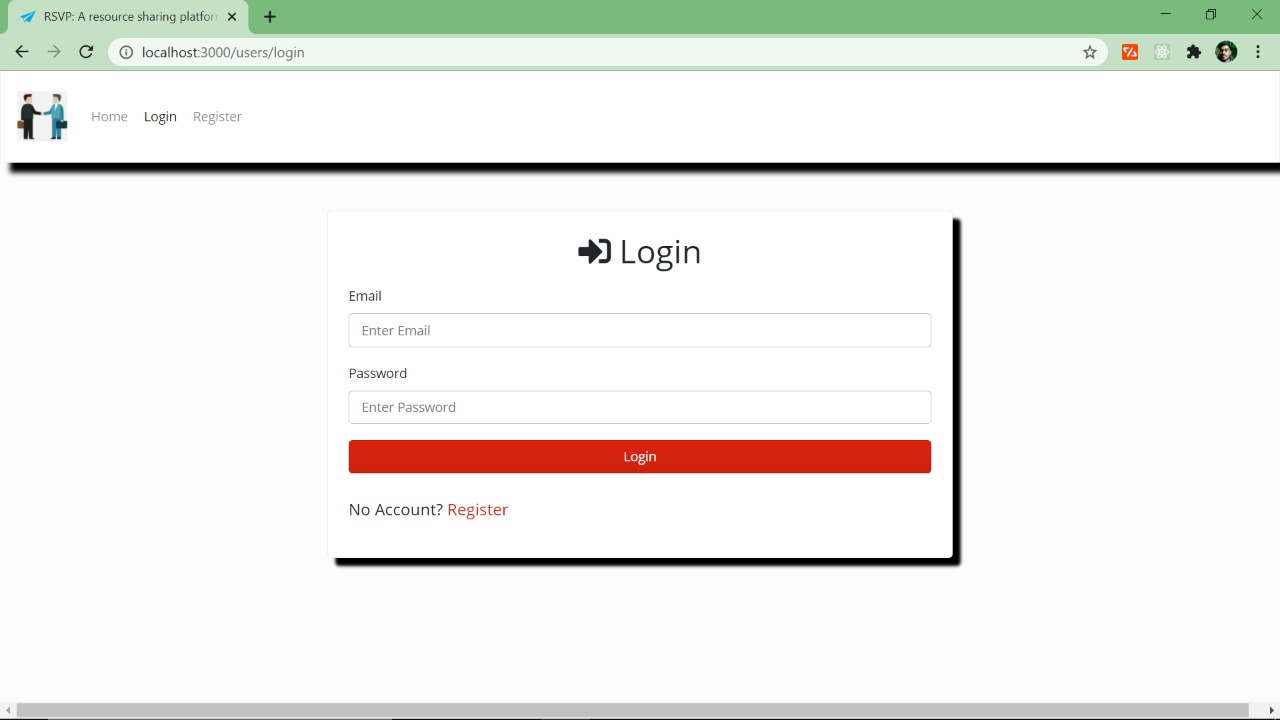 RSVP: A resource sharing platfor
localhost:3000/users/login
Home Login Register
Login
Email
Enter Email
Password
Enter Password
Login
No Account? Register